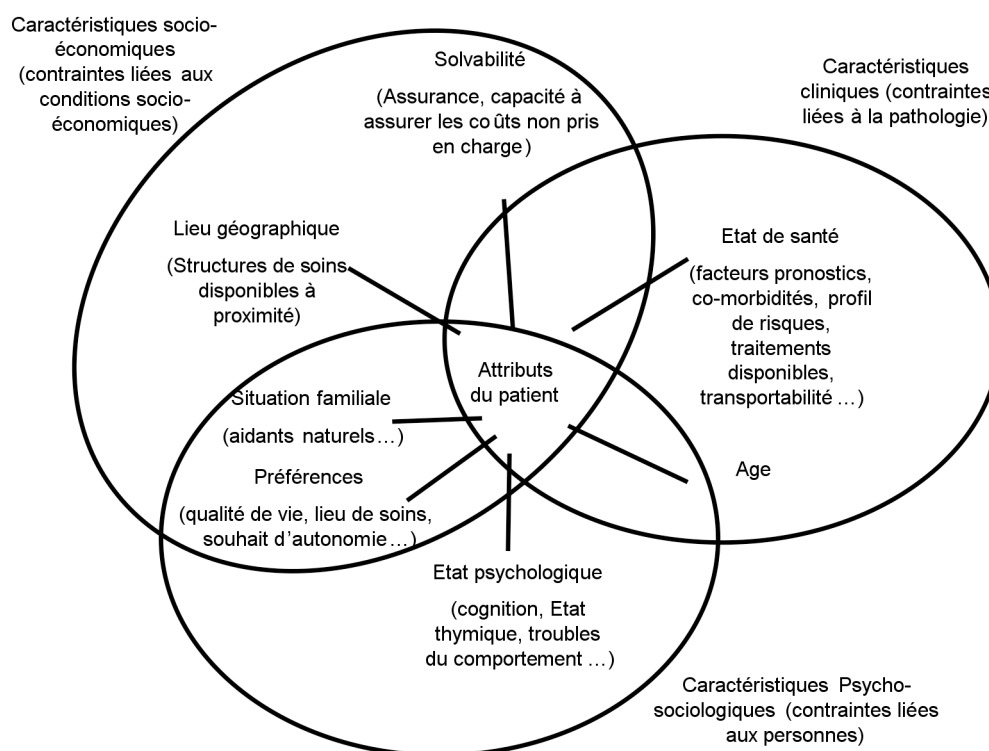 Caractéristiques socio-
économiques
(contraintes liées aux
conditions socio-
économiques)
Solvabilité
(Assurance, capacité à
assurer les coûts non pris
en charge)
Caractéristiques
cliniques (contraintes
liées à la pathologie)
Lieu géographique
(Structures de soins
disponibles à
proximité)
Etat de santé
(facteurs pronostics,
co-morbidités, profil
de risques,
traitements
disponibles,
transportabilité …)
Attributs
du patient
Situation familiale
(aidants naturels…)
Préférences
(qualité de vie, lieu de soins,
souhait d’autonomie…)
Age
Etat psychologique
(cognition, Etat
thymique, troubles
du comportement …)
Caractéristiques Psycho-
sociologiques (contraintes liées
aux personnes)